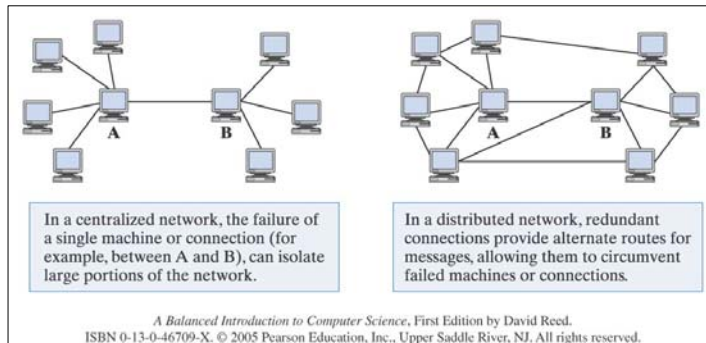 A
B
A
B
In a centralized network, the failure of
a single machine or connection (for
example, between A and B), can isolate
large portions of the network.
In a distributed network, redundant
connections provide alternate routes for
messages, allowing them to circumvent
failed machines or connections.
A Balanced Introduction to Computer Science, First Edition by David Reed.
ISBN 0-13-0-46709-X. © 2005 Pearson Education, Inc., Upper Saddle River, NJ. All rights reserved.